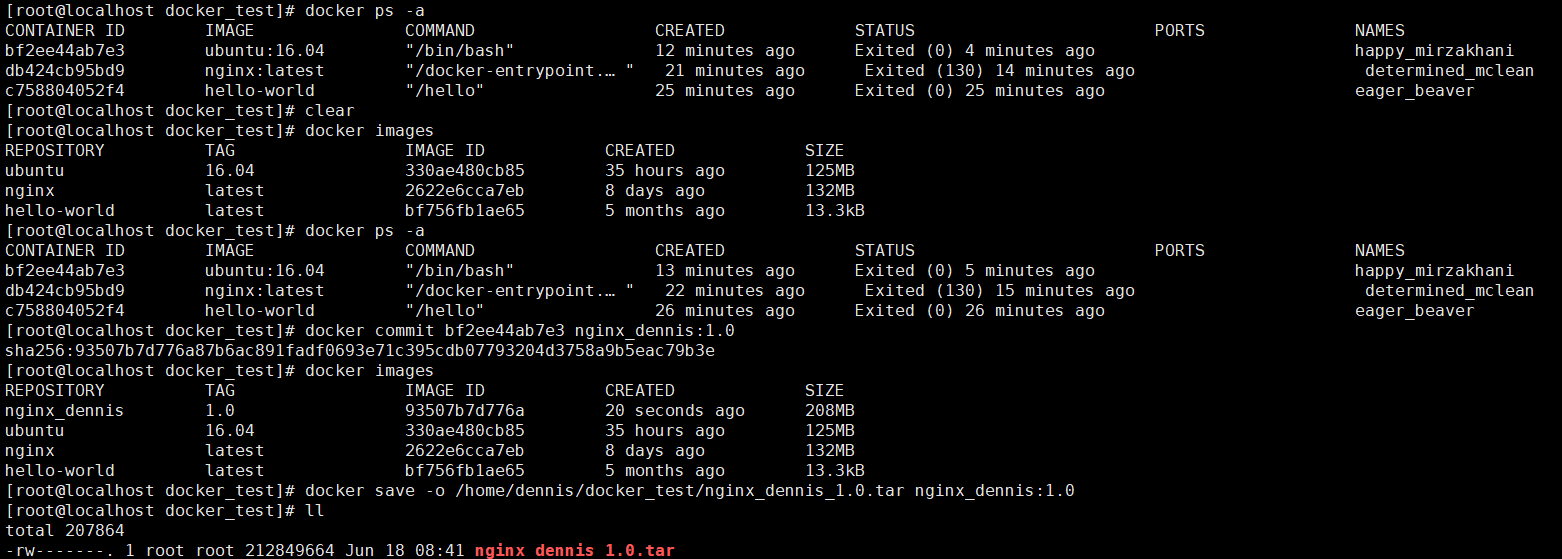 [root@localhost docker_test]# docker ps -a
CONTAINER ID        IMAGE               COMMAND                  CREATED             STATUS                        PORTS               NAMES
bf2ee44ab7e3        ubuntu:16.04        "/bin/bash"              12 minutes ago      Exited (0) 4 minutes ago                          happy_mirzakhani
db424cb95bd9        nginx:latest        "/docker-entrypoint.… "   21 minutes ago      Exited (130) 14 minutes ago                       determined_mclean
c758804052f4        hello-world         "/hello"                 25 minutes ago      Exited (0) 25 minutes ago                         eager_beaver
[root@localhost docker_test]# clear
[root@localhost docker_test]# docker images
REPOSITORY          TAG                 IMAGE ID            CREATED             SIZE
ubuntu              16.04               330ae480cb85        35 hours ago        125MB
nginx               latest              2622e6cca7eb        8 days ago          132MB
hello-world         latest              bf756fb1ae65        5 months ago        13.3kB
[root@localhost docker_test]# docker ps -a
CONTAINER ID        IMAGE               COMMAND                  CREATED             STATUS                        PORTS               NAMES
bf2ee44ab7e3        ubuntu:16.04        "/bin/bash"              13 minutes ago      Exited (0) 5 minutes ago                          happy_mirzakhani
db424cb95bd9        nginx:latest        "/docker-entrypoint.… "   22 minutes ago      Exited (130) 15 minutes ago                       determined_mclean
c758804052f4        hello-world         "/hello"                 26 minutes ago      Exited (0) 26 minutes ago                         eager_beaver
[root@localhost docker_test]# docker commit bf2ee44ab7e3 nginx_dennis:1.0
sha256:93507b7d776a87b6ac891fadf0693e71c395cdb07793204d3758a9b5eac79b3e
[root@localhost docker_test]# docker images
REPOSITORY          TAG                 IMAGE ID            CREATED             SIZE
nginx_dennis        1.0                 93507b7d776a        20 seconds ago      208MB
ubuntu              16.04               330ae480cb85        35 hours ago        125MB
nginx               latest              2622e6cca7eb        8 days ago          132MB
hello-world         latest              bf756fb1ae65        5 months ago        13.3kB
[root@localhost docker_test]# docker save -o /home/dennis/docker_test/nginx_dennis_1.0.tar nginx_dennis:1.0
[root@localhost docker_test]# ll
total 207864
-rw-------. 1 root root 212849664 Jun 18 08:41 nginx_dennis_1.0.tar